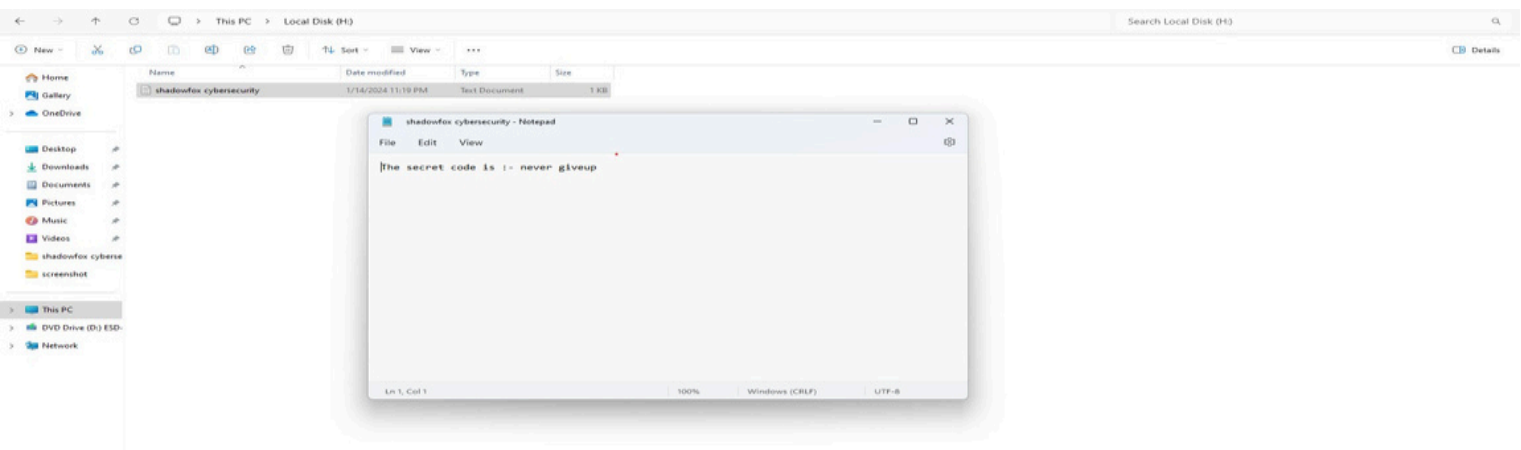 This PC > Local Disk (H:)
Search Local Disk (H:)
New
Sort
View
Details
Name
Date modified
Type
Size
shadowfox cybersecurity
1/14/2024 11:19 PM
Text Document
1 KB
Home
Gallery
OneDrive
Desktop
Downloads
Documents
Pictures
Music
Videos
shadowfox cyberse
screenshot
This PC
DVD Drive (D:) ESD-
Network
shadowfox cybersecurity - Notepad
File Edit View
The secret code is :- never giveup
Ln 1, Col 1
100%
Windows (CRLF)
UTF-8